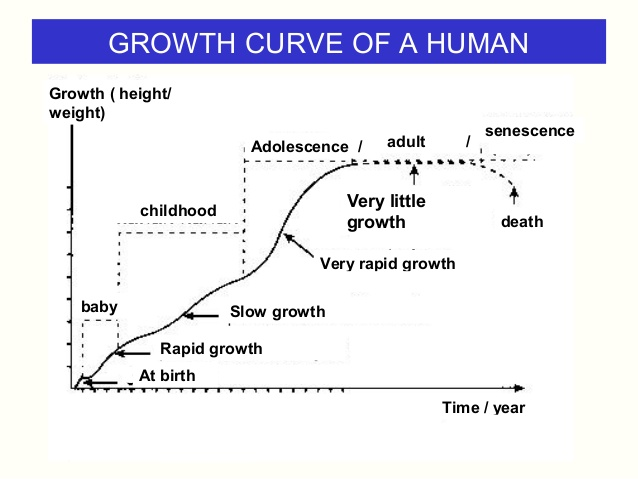 GROWTH CURVE OF A HUMAN
Growth ( height/
weight)
Adolescence / adult / senescence
childhood
Very little
growth
death
Very rapid growth
baby
Slow growth
Rapid growth
At birth
Time / year